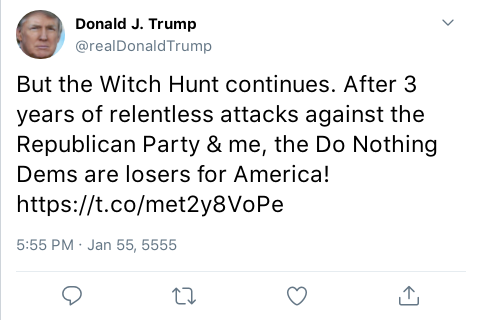 Donald J. Trump
@realDonaldTrump
But the Witch Hunt continues. After 3
years of relentless attacks against the
Republican Party & me, the Do Nothing
Dems are losers for America!
https://t.co/met2y8VoPe
5:55 PM · Jan 55, 5555